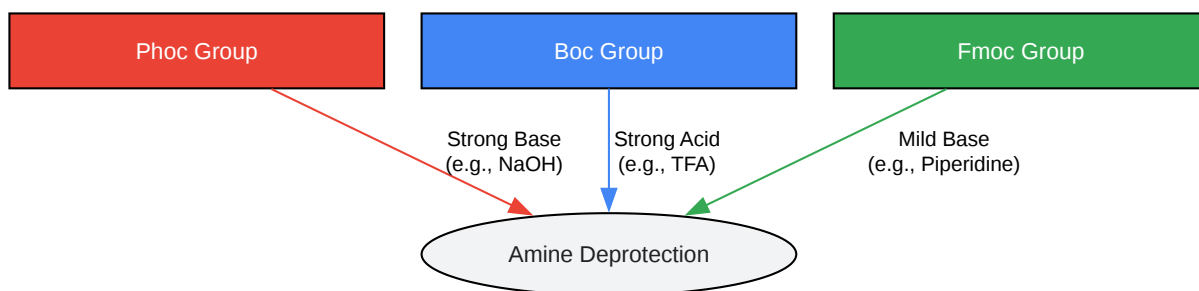 Phoc Group
Boc Group
Fmoc Group
Strong Base
(e.g., NaOH)
Strong Acid
(e.g., TFA)
Mild Base
(e.g., Piperidine)
Amine Deprotection